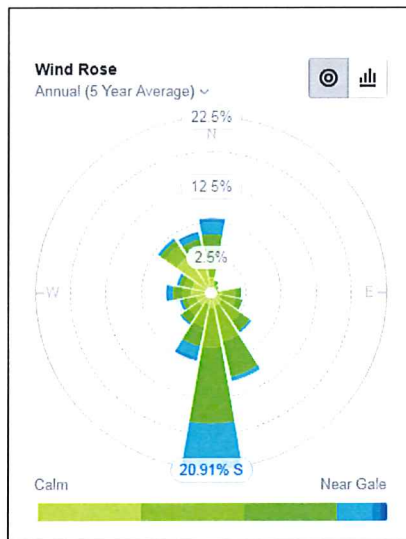 Wind Rose
Annual (5 Year Average)
22.5%
N
12.5%
2.5%
W
E
20.91% S
Calm
Near Gale